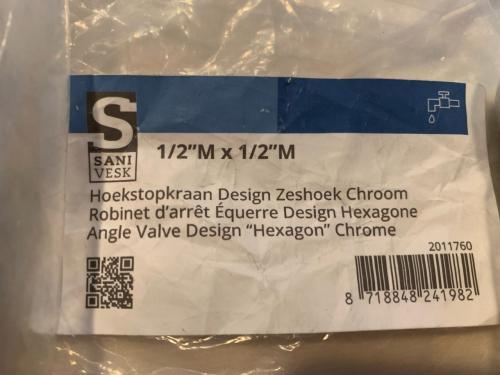 S
SANI
VESK
1/2”M x 1/2”M
Hoekstopkraan Design Zeshoek Chroom
Robinet d’arrêt Équerre Design Hexagone
Angle Valve Design “Hexagon” Chrome
2011760
8 718848 241982